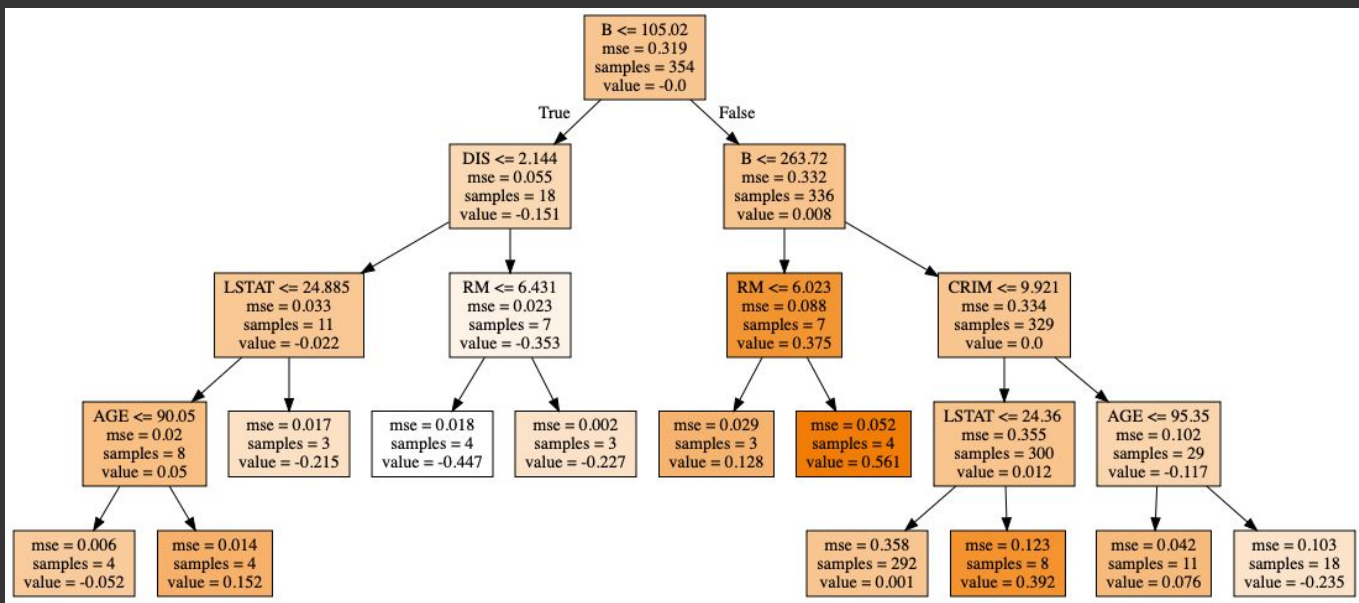 B <= 105.02
mse = 0.319
samples = 354
value = -0.0
True
False
DIS <= 2.144
mse = 0.055
samples = 18
value = -0.151
B <= 263.72
mse = 0.332
samples = 336
value = 0.008
LSTAT <= 24.885
mse = 0.033
samples = 11
value = -0.022
RM <= 6.431
mse = 0.023
samples = 7
value = -0.353
RM <= 6.023
mse = 0.088
samples = 7
value = 0.375
CRIM <= 9.921
mse = 0.334
samples = 329
value = 0.0
AGE <= 90.05
mse = 0.02
samples = 8
value = 0.05
mse = 0.017
samples = 3
value = -0.215
mse = 0.018
samples = 4
value = -0.447
mse = 0.002
samples = 3
value = -0.227
mse = 0.029
samples = 3
value = 0.128
mse = 0.052
samples = 4
value = 0.561
LSTAT <= 24.36
mse = 0.355
samples = 300
value = 0.012
AGE <= 95.35
mse = 0.102
samples = 29
value = -0.117
mse = 0.006
samples = 4
value = -0.052
mse = 0.014
samples = 4
value = 0.152
mse = 0.358
samples = 292
value = 0.001
mse = 0.123
samples = 8
value = 0.392
mse = 0.042
samples = 11
value = 0.076
mse = 0.103
samples = 18
value = -0.235